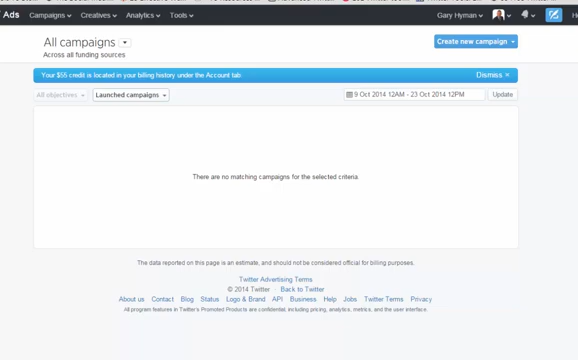 Ads Campaigns Creatives Analytics Tools Gary Hyman
All campaigns
Create new campaign
Across all funding sources
Your $55 credit is located in your billing history under the Account tab Dismiss ×
All objectives Launched campaigns 9 Oct 2014 12AM - 23 Oct 2014 12PM Update
There are no matching campaigns for the selected criteria.
The data reported on this page is an estimate, and should not be considered official for billing purposes.
Twitter Advertising Terms
© 2014 Twitter · Back to Twitter
About us Contact Blog Status Logo & Brand API Business Help Jobs Twitter Terms Privacy
All program features in Twitter's Promoted Products are confidential, including pricing, analytics, metrics, and the user interface.